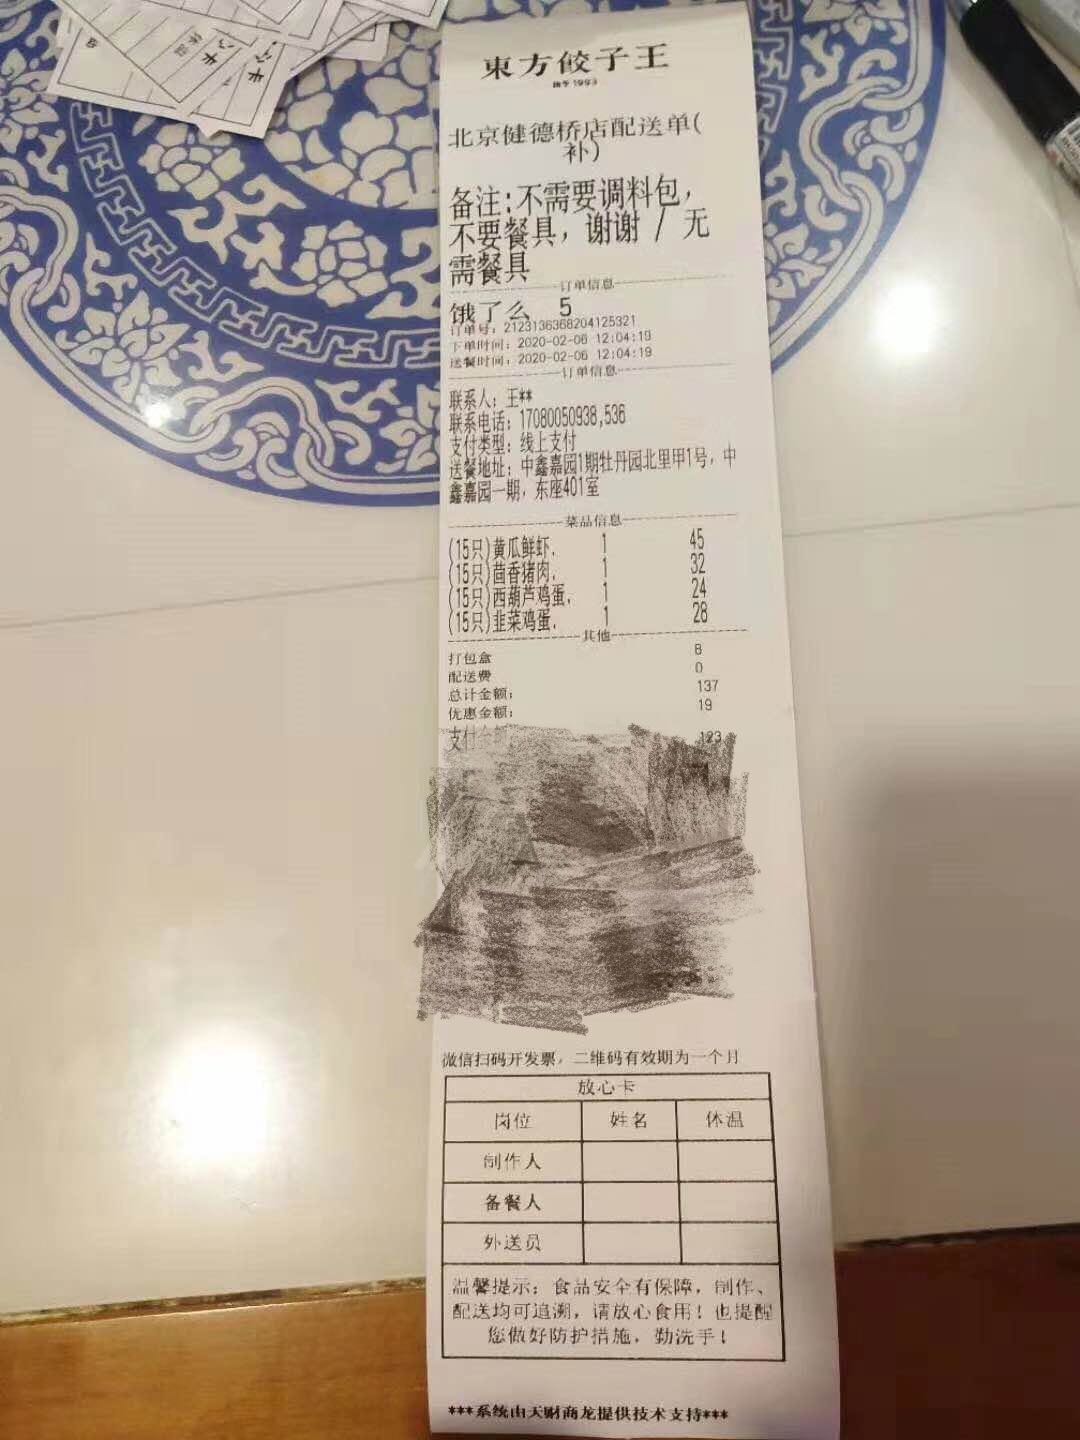 東方餃子王
始于1993
北京健德桥店配送单(
补)
备注:不需要调料包,
不要餐具，谢谢 / 无
需餐具
订单信息
饿了么 5
订单号：2123136368204125321
下单时间：2020-02-06 12:04:19
送餐时间：2020-02-06 12:04:19
订单信息
联系人：王**
联系电话：17080050938,536
支付类型：线上支付
送餐地址：中鑫嘉园1期牡丹园北里甲1号，中
鑫嘉园一期，东座401室
菜品信息
(15只)黄瓜鲜虾. 1 45
(15只)茴香猪肉. 1 32
(15只)西葫芦鸡蛋. 1 24
(15只)韭菜鸡蛋. 1 28
其他
打包盒 8
配送费 0
总计金额： 137
优惠金额： 19
支付金额 123
微信扫码开发票，二维码有效期为一个月
放心卡
岗位 姓名 体温
制作人
备餐人
外送员
温馨提示：食品安全有保障，制作、
配送均可追溯，请放心食用！也提醒
您做好防护措施，勤洗手！
***系统由天财商龙提供技术支持***
体温
心卡